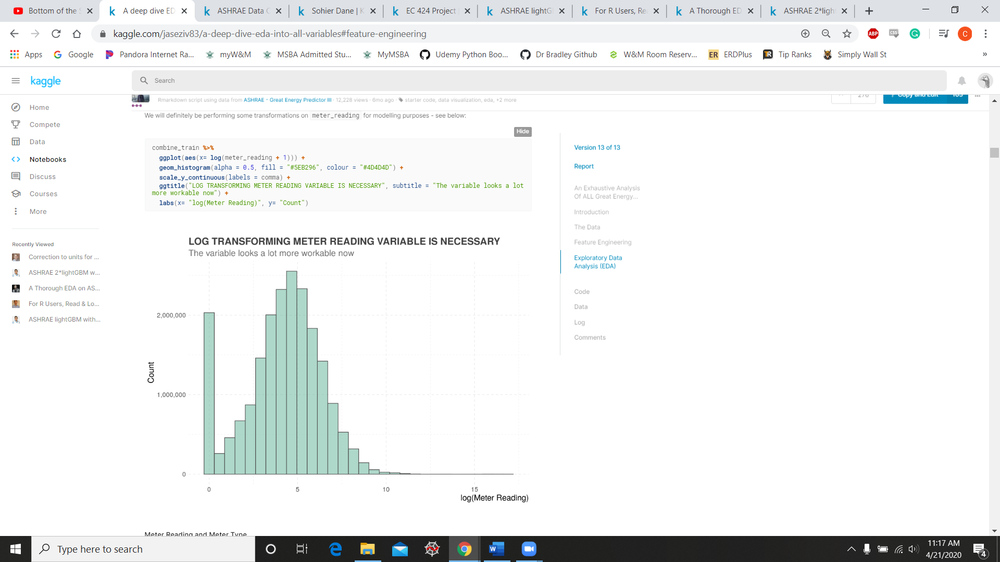 Bottom of the S
A deep dive ED
ASHRAE Data C
Sohier Dane | K
EC 424 Project
ASHRAE lightG
For R Users, Re
A Thorough ED
ASHRAE 2*ligh
kaggle.com/jaseziv83/a-deep-dive-eda-into-all-variables#feature-engineering
ABP
CSS
G
C
Apps
Google
Pandora Internet Ra...
myW&M
MSBA Admitted Stu...
MyMSBA
Udemy Python Boo...
Dr Bradley Github
W&M Room Reserv...
ER ERDPlus
TR Tip Ranks
Simply Wall St
»
kaggle
Search
Rmarkdown script using data from ASHRAE - Great Energy Predictor III · 12,228 views · 6mo ago · starter code, data visualization, eda, +2 more
276
Copy and Edit
165
Home
Compete
Data
Notebooks
Discuss
Courses
More
Recently Viewed
Correction to units for ...
ASHRAE 2*lightGBM w...
A Thorough EDA on AS...
For R Users, Read & Lo...
ASHRAE lightGBM with...
We will definitely be performing some transformations on meter_reading for modelling purposes - see below:
Hide
combine_train %>%
ggplot(aes(x= log(meter_reading + 1))) +
geom_histogram(alpha = 0.5, fill = "#5EB296", colour = "#4D4D4D") +
scale_y_continuous(labels = comma) +
ggtitle("LOG TRANSFORMING METER READING VARIABLE IS NECESSARY", subtitle = "The variable looks a lot
more workable now") +
labs(x= "log(Meter Reading)", y= "Count")
LOG TRANSFORMING METER READING VARIABLE IS NECESSARY
The variable looks a lot more workable now
2,000,000
1,000,000
0
Count
0
5
10
15
log(Meter Reading)
Meter Reading and Meter Type
Version 13 of 13
Report
An Exhaustive Analysis
Of ALL Great Energy...
Introduction
The Data
Feature Engineering
Exploratory Data
Analysis (EDA)
Code
Data
Log
Comments
Type here to search
W
11:17 AM
4/21/2020
4